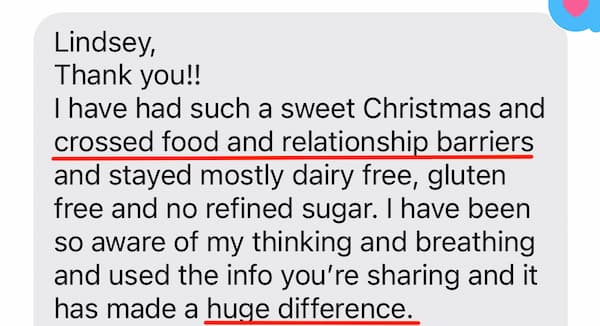 Lindsey,
Thank you!!
I have had such a sweet Christmas and
crossed food and relationship barriers
and stayed mostly dairy free, gluten
free and no refined sugar. I have been
so aware of my thinking and breathing
and used the info you’re sharing and it
has made a huge difference.